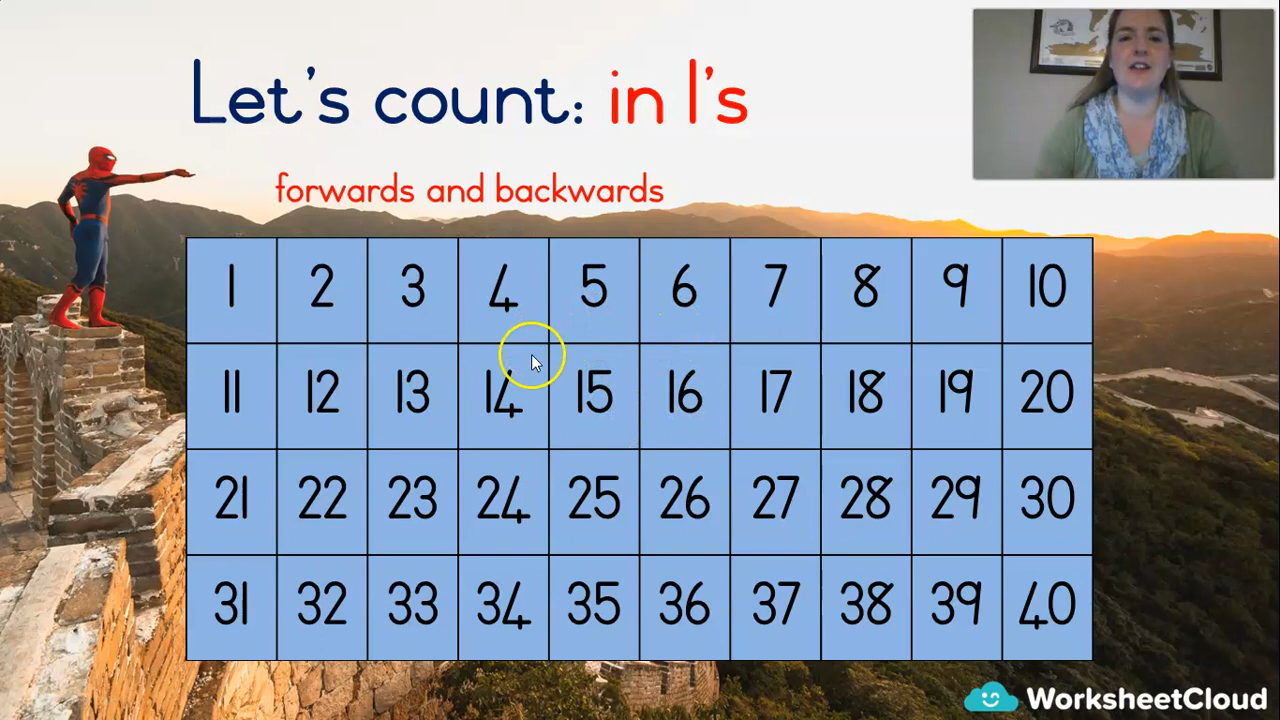 Let's count: in 1's
forwards and backwards
1 2 3 4 5 6 7 8 9 10
11 12 13 14 15 16 17 18 19 20
21 22 23 24 25 26 27 28 29 30
31 32 33 34 35 36 37 38 39 40
WorksheetCloud